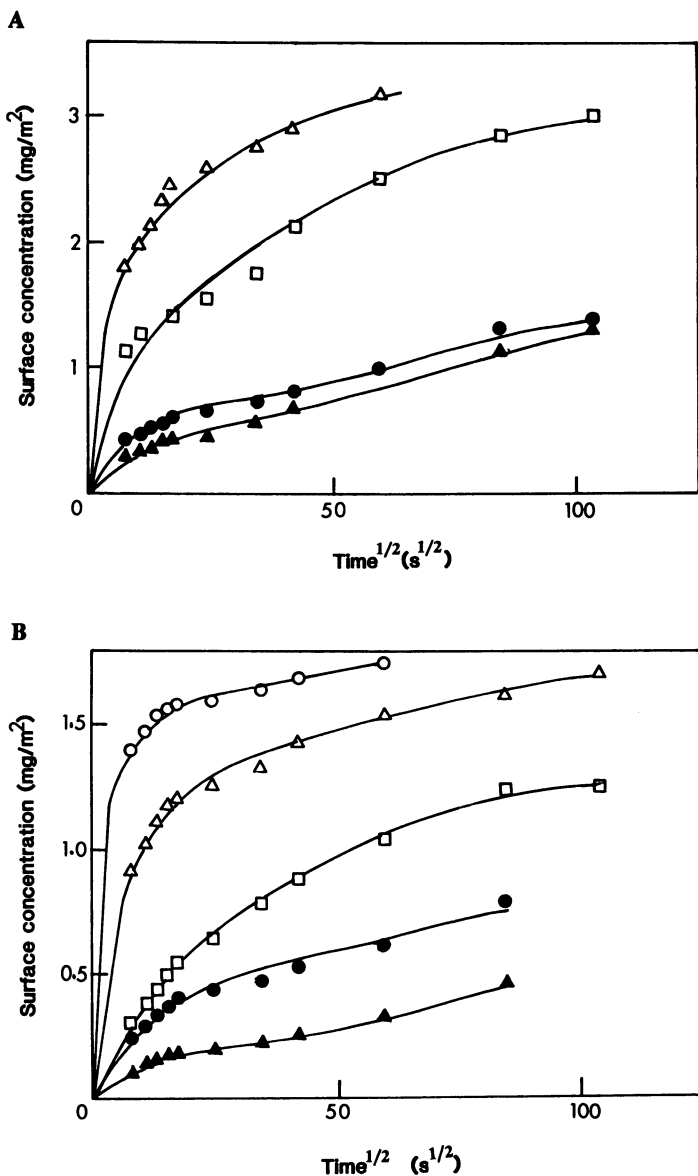 A
Surface concentration (mg/m²)
3
2
1
0
50
100
Time^1/2(s^1/2)
B
Surface concentration (mg/m²)
1.5
1.0
0.5
0
50
100
Time^1/2 (s^1/2)